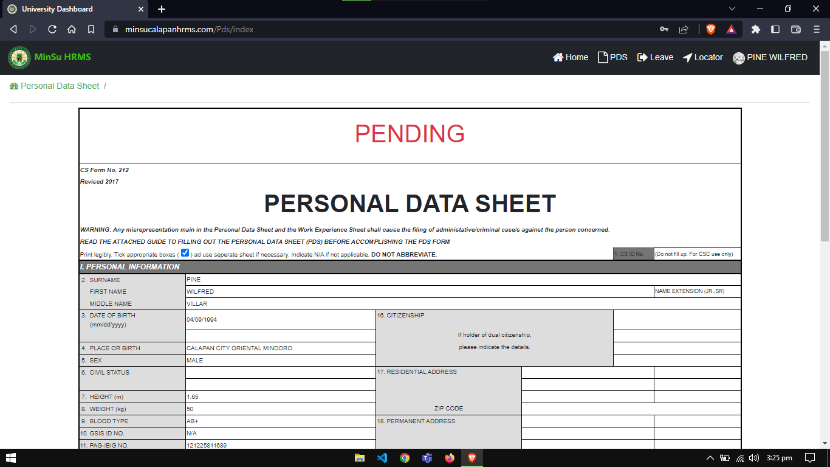 University Dashboard
minsucalapanhrms.com/Pds/index
MinSu HRMS
Home PDS Leave Locator PINE WILFRED
Personal Data Sheet /
PENDING
CS Form No. 212
Revised 2017
PERSONAL DATA SHEET
WARNING: Any misrepresentation main in the Personal Data Sheet and the Work Experience Sheet shall cause the filing of administative/criminal case/s against the person concerned.
READ THE ATTACHED GUIDE TO FILLING OUT THE PERSONAL DATA SHEET (PDS) BEFORE ACCOMPLISHING THE PDS FORM
Print legibly. Tick appropriate boxes ( ) ad use seperate sheet if necessary. Indicate N/A if not applicable. DO NOT ABBREVIATE.
1. CS ID No. (Do not fill up. For CSC use only)
I. PERSONAL INFORMATION
2. SURNAME PINE
FIRST NAME WILFRED NAME EXTENSION (JR., SR)
MIDDLE NAME VILLAR
3. DATE OF BIRTH 16. CITIZENSHIP
(mm/dd/yyyy) 04/09/1994
If holder of dual citizenship,
please indicate the details.
4. PLACE OR BIRTH CALAPAN CITY ORIENTAL MINDORO
5. SEX MALE
6. CIVIL STATUS 17. RESIDENTIAL ADDRESS
7. HEIGHT (m) 1.65
8. WEIGHT (kg) 50 ZIP CODE
9. BLOOD TYPE AB+ 18. PERMANENT ADDRESS
10. GSIS ID NO. N/A
11. PAG-IBIG NO.
3:25 pm